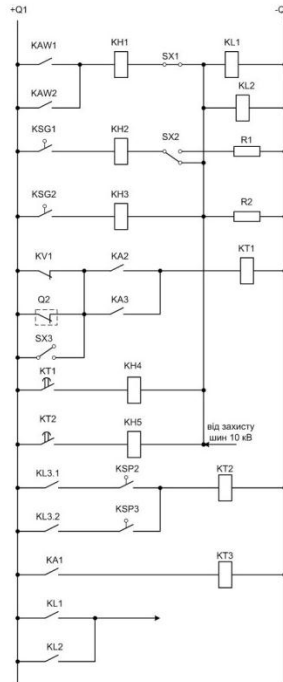 +Q1 -Q
KAW1 KH1 SX1 KL1
KAW2 KL2
KSG1 KH2 SX2 R1
KSG2 KH3 R2
KV1 KA2 KT1
Q2 KA3
SX3
KT1 KH4
KT2 KH5 від захисту
шин 10 кВ
KL3.1 KSP2 KT2
KL3.2 KSP3
KA1 KT3
KL1
KL2